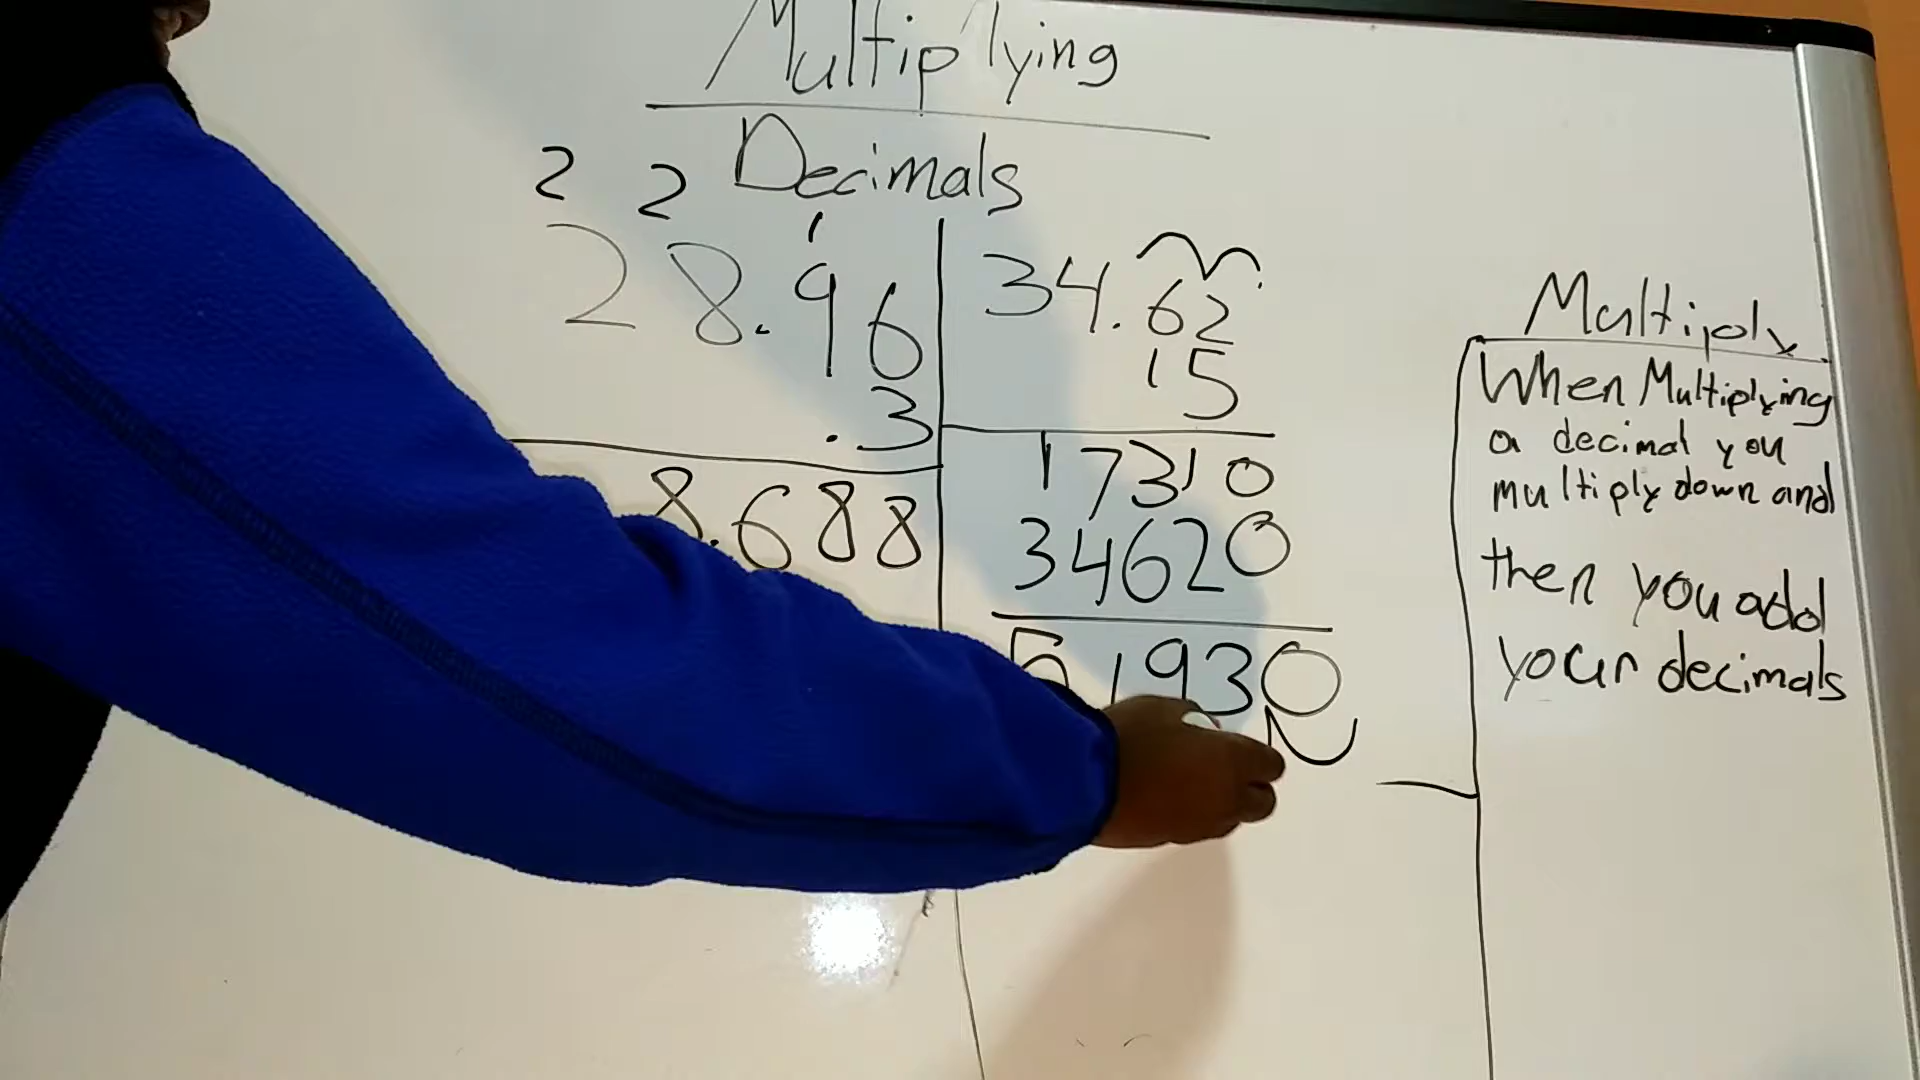 Multiplying
Decimals
2 2
1
28.96
.3
8.688
34.62
15
17310
34620
51930
Multiply
When Multiplying
a decimal you
multiply down and
then you add
your decimals